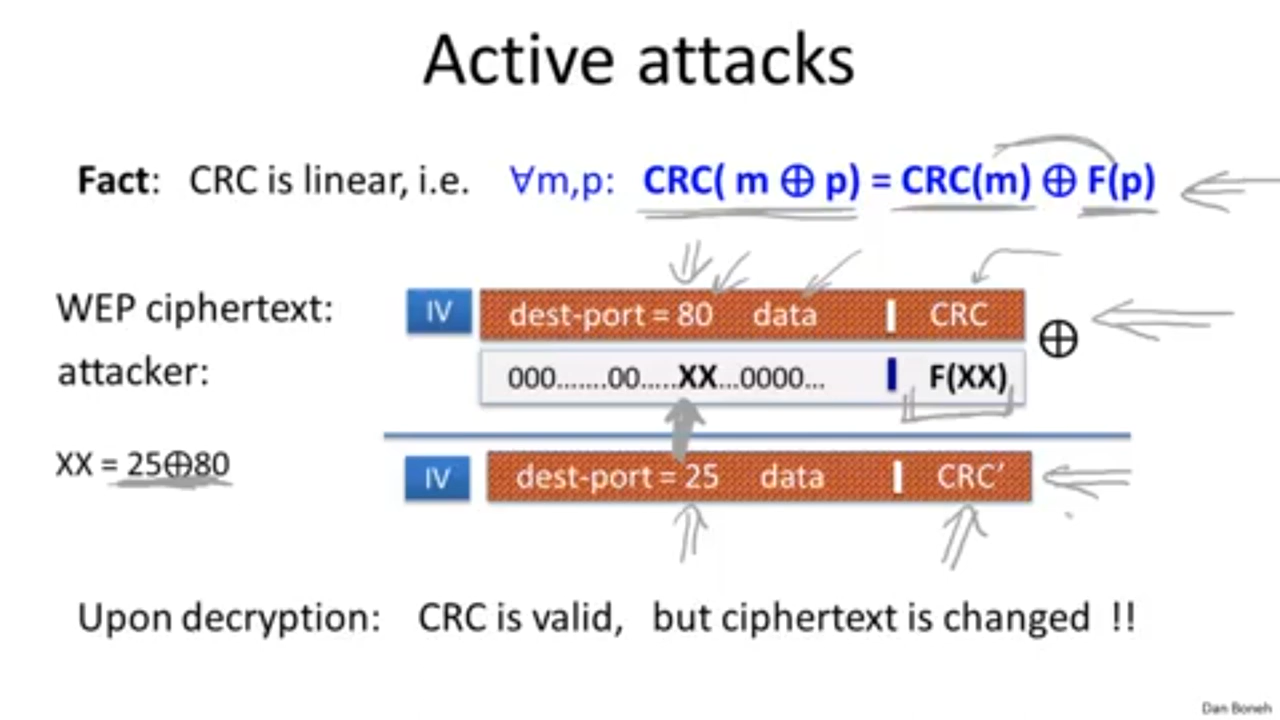 Active attacks
Fact: CRC is linear, i.e. ∀m,p: CRC( m ⊕ p) = CRC(m) ⊕ F(p)
WEP ciphertext: IV dest-port = 80 data CRC
⊕
attacker: 000…….00…..XX…0000… F(XX)
XX = 25⊕80 IV dest-port = 25 data CRC’
Upon decryption: CRC is valid, but ciphertext is changed !!
Dan Boneh